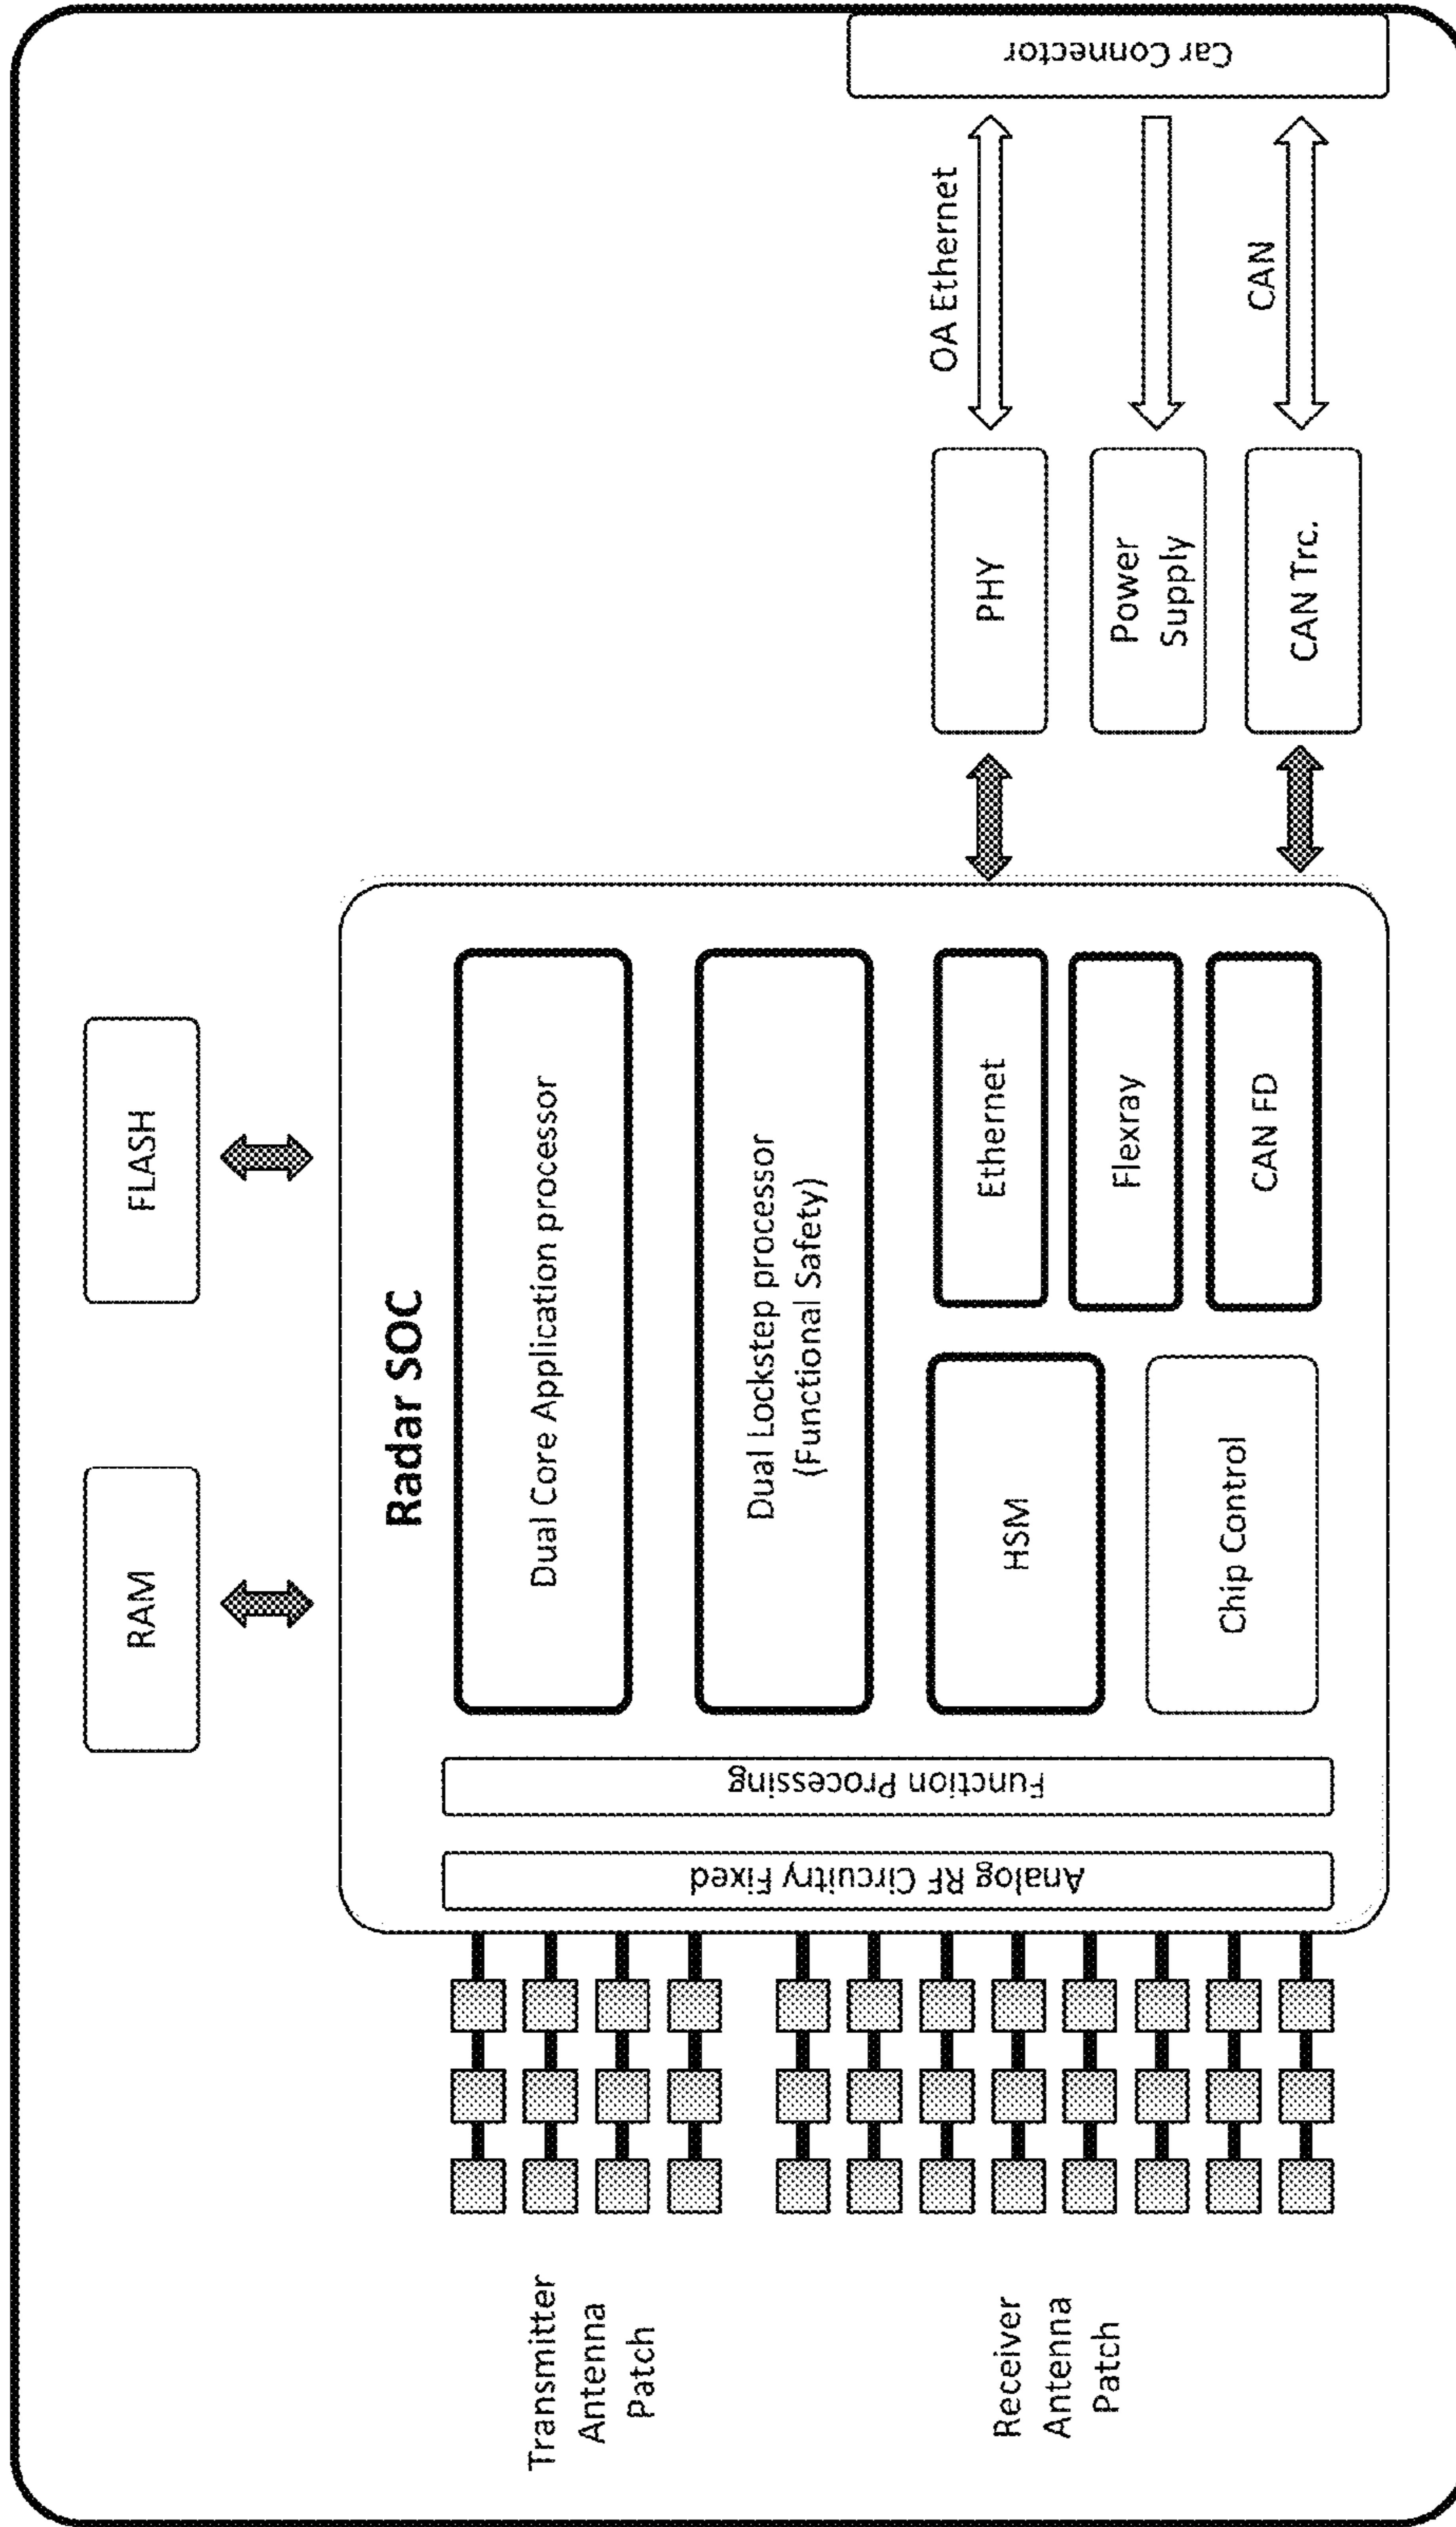 RAM
FLASH
Radar SOC
Dual Core Application processor
Dual Lockstep processor
(Functional Safety)
HSM
Chip Control
Ethernet
Flexray
CAN FD
Analog RF Circuitry Fixed
Function Processing
Transmitter
Antenna
Patch
Receiver
Antenna
Patch
PHY
Power
Supply
CAN Trc.
OA Ethernet
CAN
Car Connector